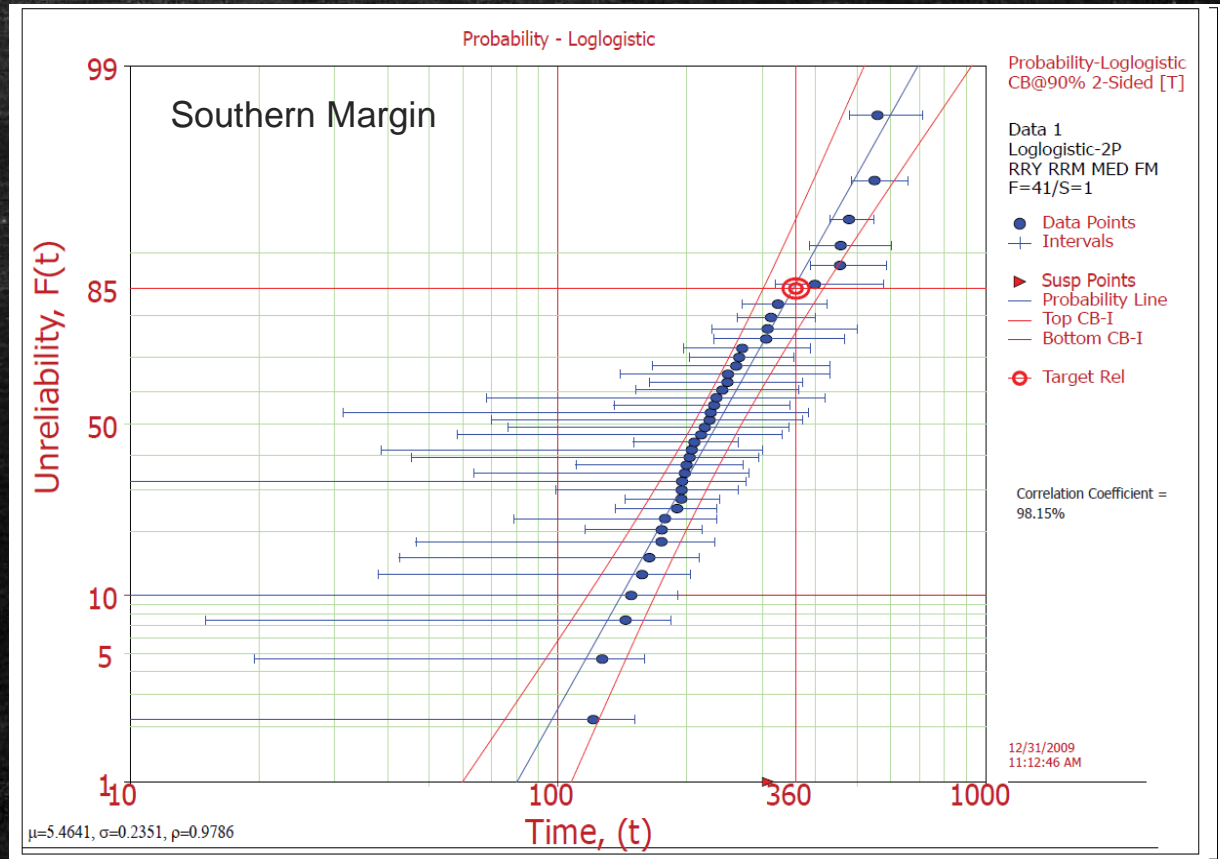 Probability - Loglogistic
Southern Margin
99
85
50
10
5
1
Unreliability, F(t)
10
100
360
1000
Time, (t)
μ=5.4641, σ=0.2351, ρ=0.9786
Probability-Loglogistic
CB@90% 2-Sided [T]
Data 1
Loglogistic-2P
RRY RRM MED FM
F=41/S=1
Data Points
Intervals
Susp Points
Probability Line
Top CB-I
Bottom CB-I
Target Rel
Correlation Coefficient =
98.15%
12/31/2009
11:12:46 AM